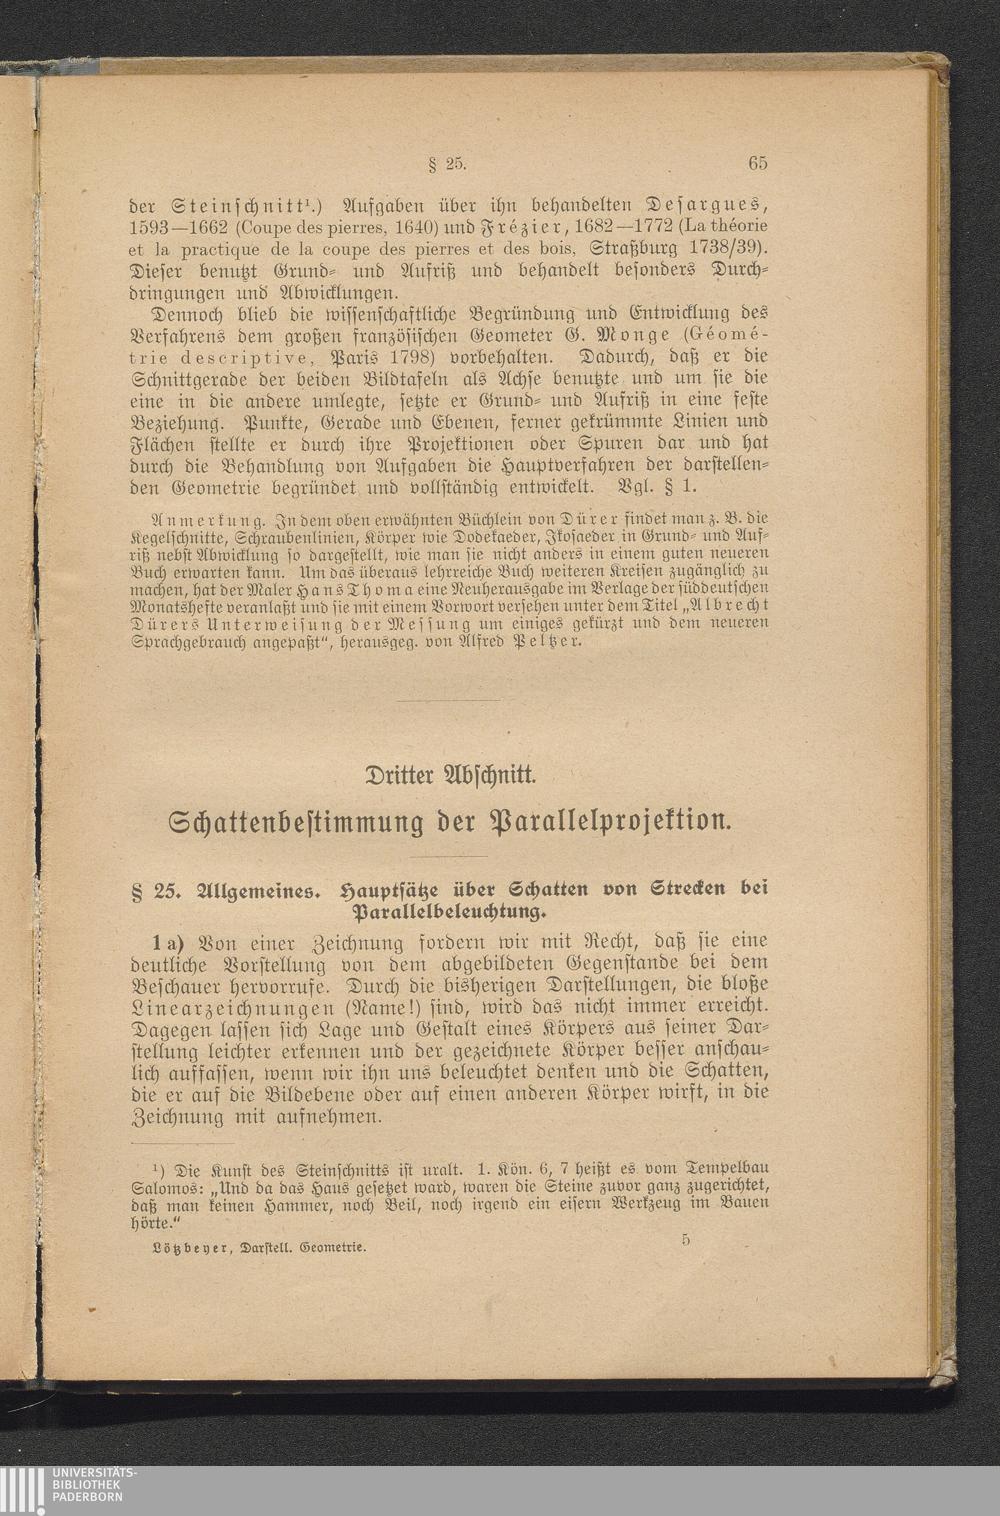 § 25.
65
der Steinschnitt¹.) Aufgaben über ihn behandelten Desargues,
1593—1662 (Coupe des pierres, 1640) und Frézier, 1682—1772 (La théorie
et la practique de la coupe des pierres et des bois, Straßburg 1738/39).
Dieser benutzt Grund- und Aufriß und behandelt besonders Durch-
dringungen und Abwicklungen.
Dennoch blieb die wissenschaftliche Begründung und Entwicklung des
Verfahrens dem großen französischen Geometer G. Monge (Géomé-
trie descriptive, Paris 1798) vorbehalten. Dadurch, daß er die
Schnittgerade der beiden Bildtafeln als Achse benutzte und um sie die
eine in die andere umlegte, setzte er Grund- und Aufriß in eine feste
Beziehung. Punkte, Gerade und Ebenen, ferner gekrümmte Linien und
Flächen stellte er durch ihre Projektionen oder Spuren dar und hat
durch die Behandlung von Aufgaben die Hauptverfahren der darstellen-
den Geometrie begründet und vollständig entwickelt. Vgl. § 1.
Anmerkung. In dem oben erwähnten Büchlein von Dürer findet man z. B. die
Kegelschnitte, Schraubenlinien, Körper wie Dodekaeder, Ikosaeder in Grund- und Auf-
riß nebst Abwicklung so dargestellt, wie man sie nicht anders in einem guten neueren
Buch erwarten kann. Um das überaus lehrreiche Buch weiteren Kreisen zugänglich zu
machen, hat der Maler Hans Thoma eine Neuherausgabe im Verlage der süddeutschen
Monatshefte veranlaßt und sie mit einem Vorwort versehen unter dem Titel „Albrecht
Dürers Unterweisung der Messung um einiges gekürzt und dem neueren
Sprachgebrauch angepaßt“, herausgeg. von Alfred Peltzer.
Dritter Abschnitt.
Schattenbestimmung der Parallelprojektion.
§ 25. Allgemeines. Hauptsätze über Schatten von Strecken bei
Parallelbeleuchtung.
1 a) Von einer Zeichnung fordern wir mit Recht, daß sie eine
deutliche Vorstellung von dem abgebildeten Gegenstande bei dem
Beschauer hervorrufe. Durch die bisherigen Darstellungen, die bloße
Linearzeichnungen (Name!) sind, wird das nicht immer erreicht.
Dagegen lassen sich Lage und Gestalt eines Körpers aus seiner Dar-
stellung leichter erkennen und der gezeichnete Körper besser anschau-
lich auffassen, wenn wir ihn uns beleuchtet denken und die Schatten,
die er auf die Bildebene oder auf einen anderen Körper wirft, in die
Zeichnung mit aufnehmen.
¹) Die Kunst des Steinschnitts ist uralt. 1. Kön. 6, 7 heißt es vom Tempelbau
Salomos: „Und da das Haus gesetzet ward, waren die Steine zuvor ganz zugerichtet,
daß man keinen Hammer, noch Beil, noch irgend ein eisern Werkzeug im Bauen
hörte.“
Lötzbeyer, Darstell. Geometrie.
5
UNIVERSITÄTS-
BIBLIOTHEK
PADERBORN